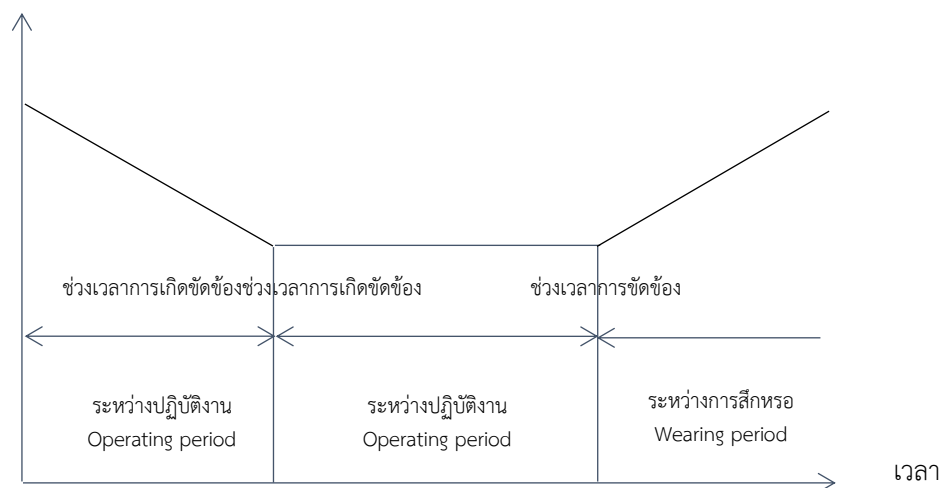 ช่วงเวลาการเกิดขัดข้องช่วงเวลาการเกิดขัดข้อง
ช่วงเวลาการขัดข้อง
ระหว่างปฏิบัติงาน
Operating period
ระหว่างปฏิบัติงาน
Operating period
ระหว่างการสึกหรอ
Wearing period
เวลา